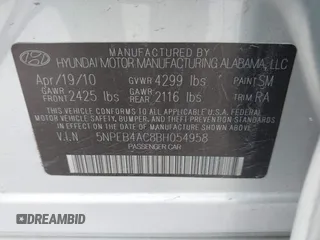 MANUFACTURED BY
HYUNDAI MOTOR MANUFACTURING ALABAMA, LLC
Apr/19/10 GVWR 4299 lbs PAINT SM
GAWR FRONT 2425 lbs GAWR REAR 2116 lbs TRIM RA
THIS VEHICLE CONFORMS TO ALL APPLICABLE FEDERAL
MOTOR VEHICLE SAFETY, BUMPER, AND THEFT PREVENTION
STANDARDS IN EFFECT ON THE DATE OF MANUFACTURE
SHOWN ABOVE.
V.I.N 5NPEB4AC8BH054958
PASSENGER CAR
AUTOBIDCAR